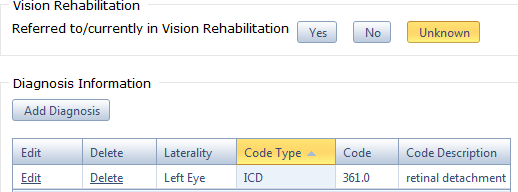 Vision Rehabilitation
Referred to/currently in Vision Rehabilitation Yes No Unknown
Diagnosis Information
Add Diagnosis
Edit Delete Laterality Code Type Code Code Description
Edit Delete Left Eye ICD 361.0 retinal detachment